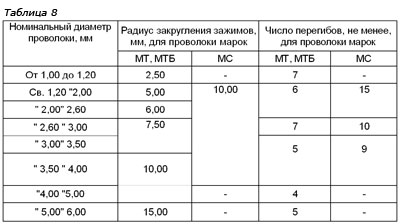 Таблица 8
Номинальный диаметр проволоки, мм
Радиус закругления зажимов, мм, для проволоки марок
Число перегибов, не менее, для проволоки марок
МТ, МТБ МС МТ, МТБ МС
От 1,00 до 1,20 2,50 - 7 -
Св. 1,20 "2,00 5,00 10,00 6 15
" 2,00" 2,60 6,00
" 2,60 " 3,00 7,50 7 10
" 3,00" 3,50 5 9
" 3,50 " 4,00 10,00
"4,00 "5,00 - 4 -
" 5,00" 6,00 15,00 - 5 -